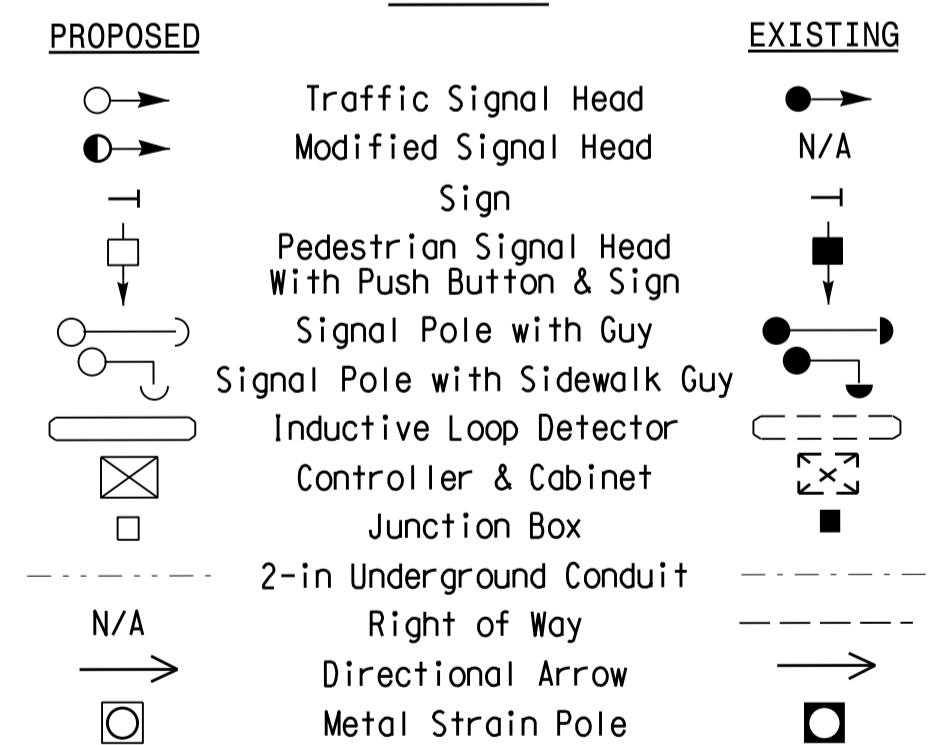 PROPOSED EXISTING
Traffic Signal Head
Modified Signal Head N/A
Sign
Pedestrian Signal Head
With Push Button & Sign
Signal Pole with Guy
Signal Pole with Sidewalk Guy
Inductive Loop Detector
Controller & Cabinet
Junction Box
2-in Underground Conduit
N/A Right of Way
Directional Arrow
Metal Strain Pole